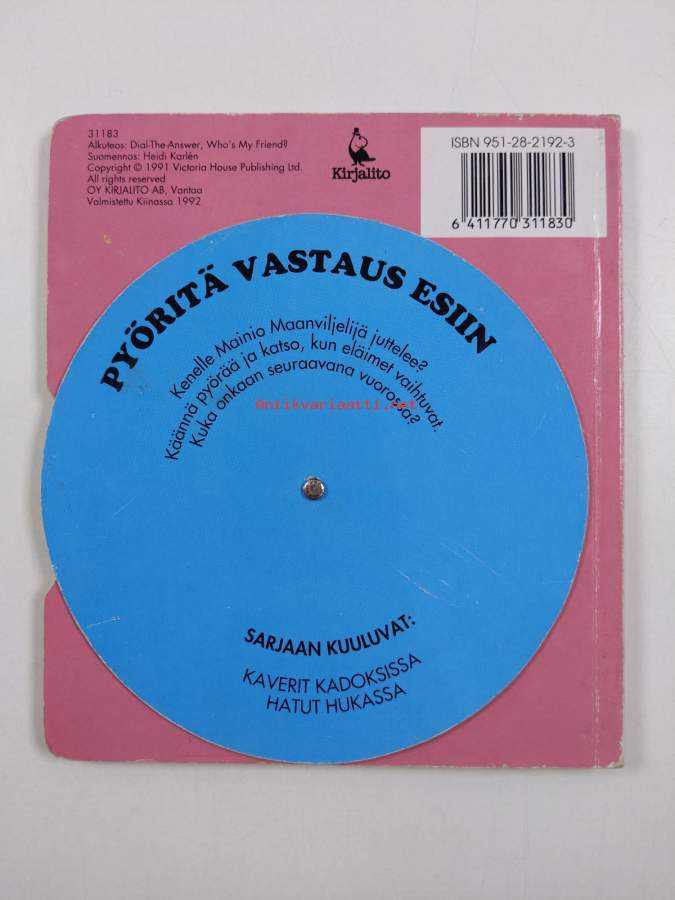 31183
Alkuteos: Dial-The-Answer, Who's My Friend?
Suomennos: Heidi Karlén
Copyright © 1991 Victoria House Publishing Ltd.
All rights reserved
OY KIRJALITO AB, Vantaa
Valmistettu Kiinassa 1992
Kirjalito
ISBN 951-28-2192-3
6 411770 311830
PYÖRITÄ VASTAUS ESIIN
Kenelle Mainio Maanviljelijä juttelee?
Käännä pyörää ja katso, kun eläimet vaihtuvat.
Kuka onkaan seuraavana vuorossa?
Antikvariaatti.net
SARJAAN KUULUVAT:
KAVERIT KADOKSISSA
HATUT HUKASSA